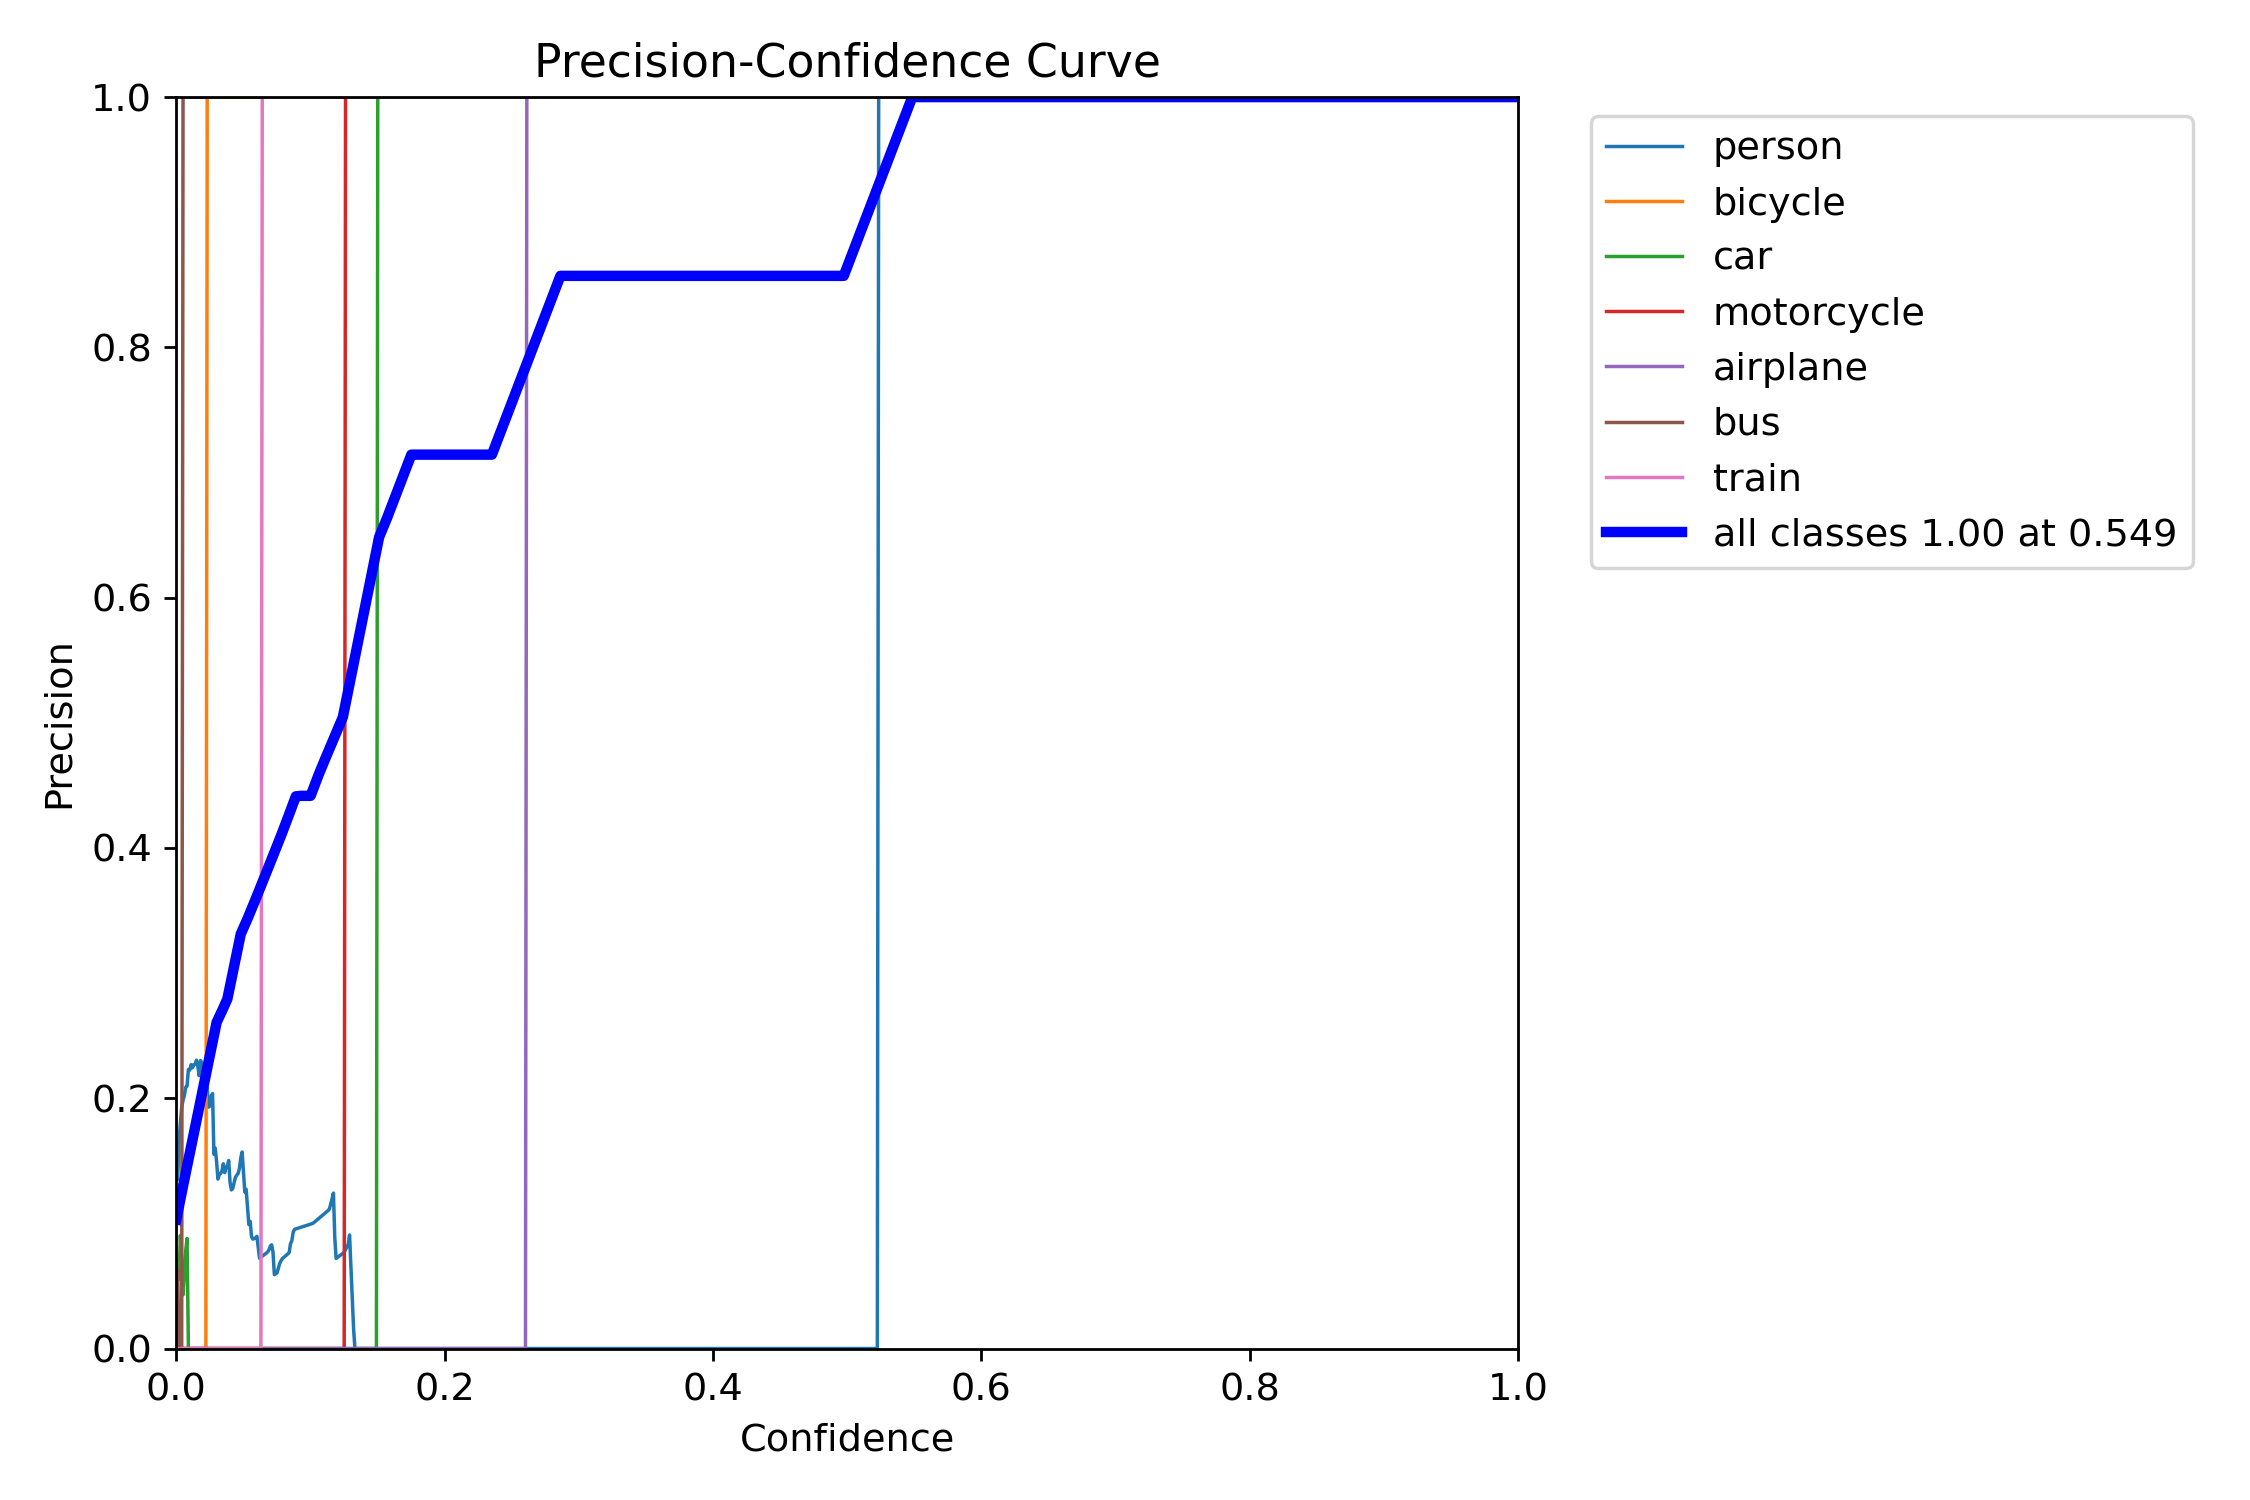 Precision-Confidence Curve
1.0
0.8
0.6
0.4
0.2
0.0
Precision
0.0 0.2 0.4 0.6 0.8 1.0
Confidence
person
bicycle
car
motorcycle
airplane
bus
train
all classes 1.00 at 0.549